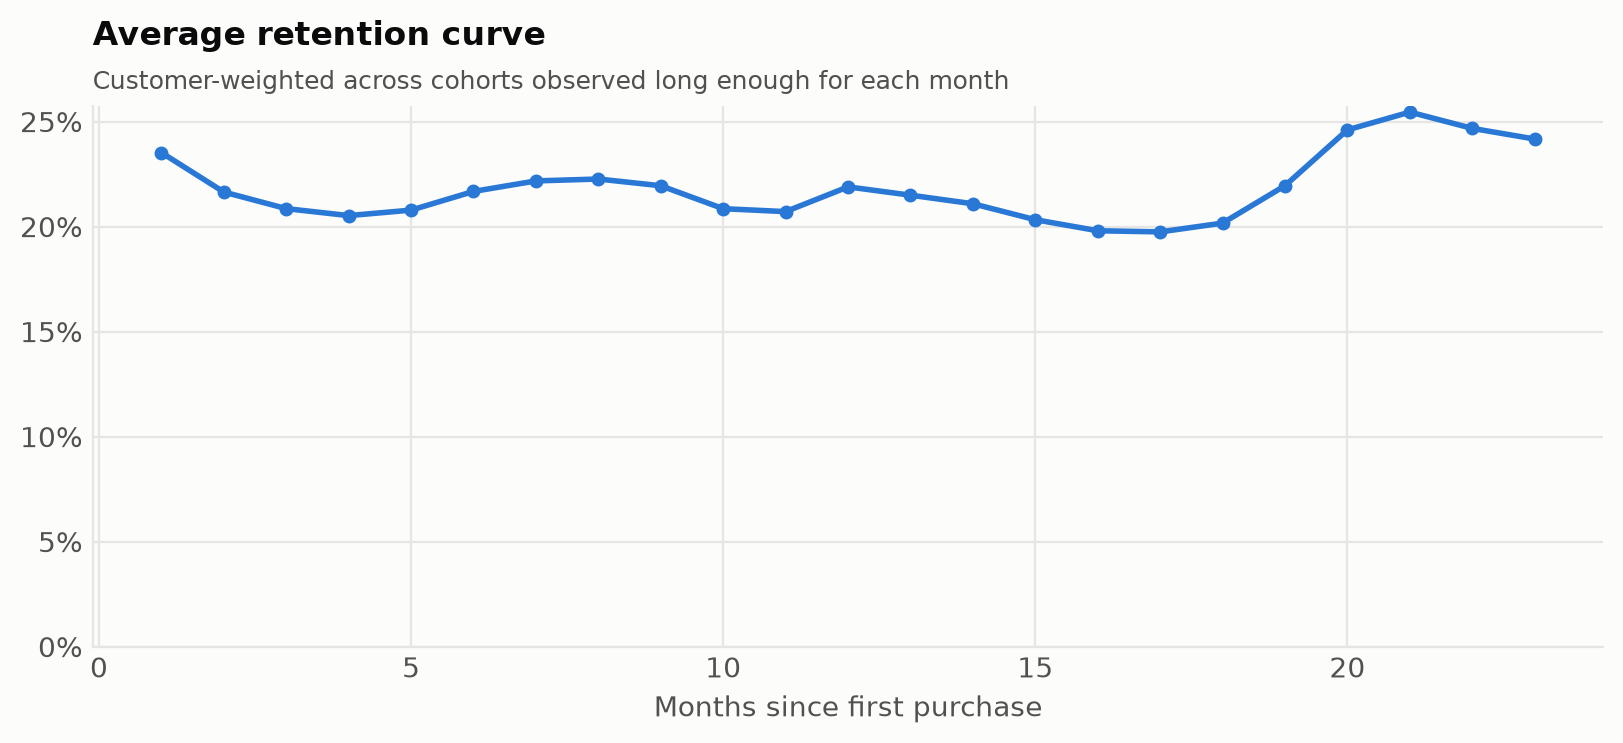 Average retention curve
Customer-weighted across cohorts observed long enough for each month
25%
20%
15%
10%
5%
0%
0 5 10 15 20
Months since first purchase